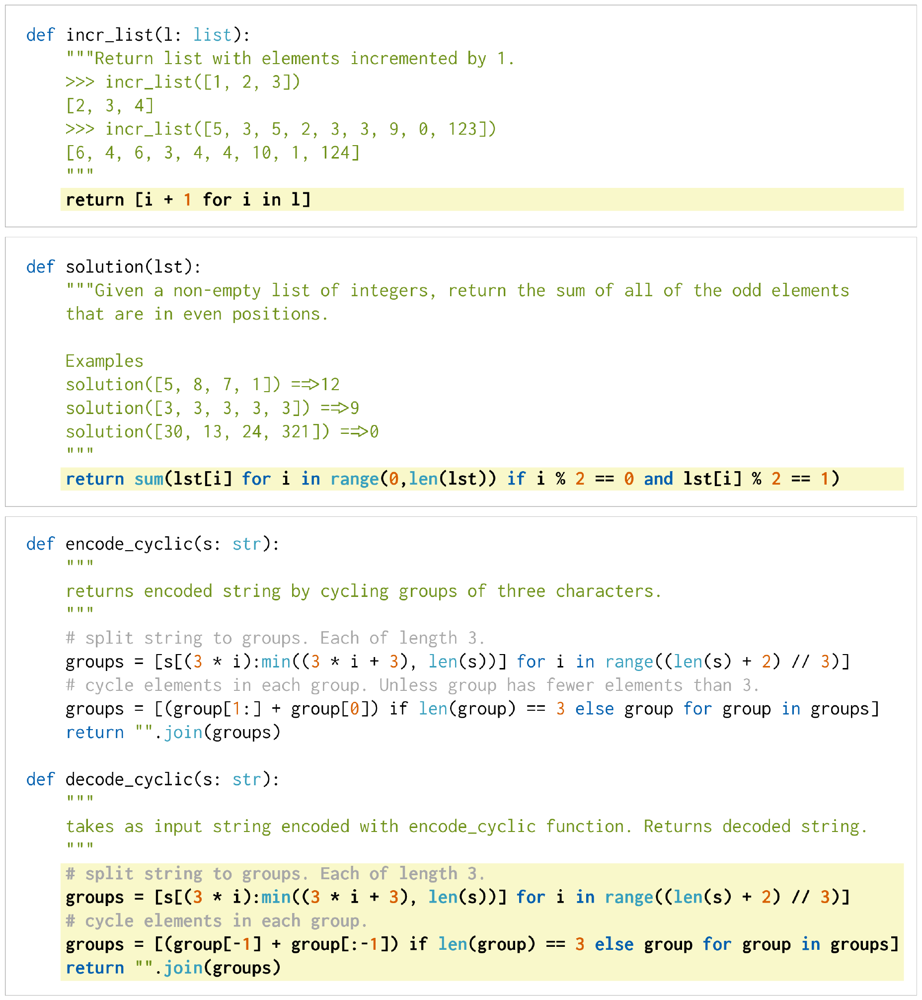 def incr_list(l: list):
    """Return list with elements incremented by 1.
    >>> incr_list([1, 2, 3])
    [2, 3, 4]
    >>> incr_list([5, 3, 5, 2, 3, 3, 9, 0, 123])
    [6, 4, 6, 3, 4, 4, 10, 1, 124]
    """
    return [i + 1 for i in l]
def solution(lst):
    """Given a non-empty list of integers, return the sum of all of the odd elements
    that are in even positions.

    Examples
    solution([5, 8, 7, 1]) ==>12
    solution([3, 3, 3, 3, 3]) ==>9
    solution([30, 13, 24, 321]) ==>0
    """
    return sum(lst[i] for i in range(0,len(lst)) if i % 2 == 0 and lst[i] % 2 == 1)
def encode_cyclic(s: str):
    """
    returns encoded string by cycling groups of three characters.
    """
    # split string to groups. Each of length 3.
    groups = [s[(3 * i):min((3 * i + 3), len(s))] for i in range((len(s) + 2) // 3)]
    # cycle elements in each group. Unless group has fewer elements than 3.
    groups = [(group[1:] + group[0]) if len(group) == 3 else group for group in groups]
    return "".join(groups)

def decode_cyclic(s: str):
    """
    takes as input string encoded with encode_cyclic function. Returns decoded string.
    """
    # split string to groups. Each of length 3.
    groups = [s[(3 * i):min((3 * i + 3), len(s))] for i in range((len(s) + 2) // 3)]
    # cycle elements in each group.
    groups = [(group[-1] + group[:-1]) if len(group) == 3 else group for group in groups]
    return "".join(groups)